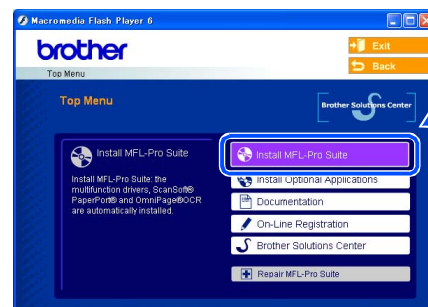 Macromedia Flash Player 6
brother
Exit
Back
Top Menu
Top Menu
Brother Solutions Center
Install MFL-Pro Suite
Install MFL-Pro Suite: the
multifunction drivers, ScanSoft®
PaperPort® and OmniPage®OCR
are automatically installed.
Install MFL-Pro Suite
Install Optional Applications
Documentation
On-Line Registration
Brother Solutions Center
Repair MFL-Pro Suite